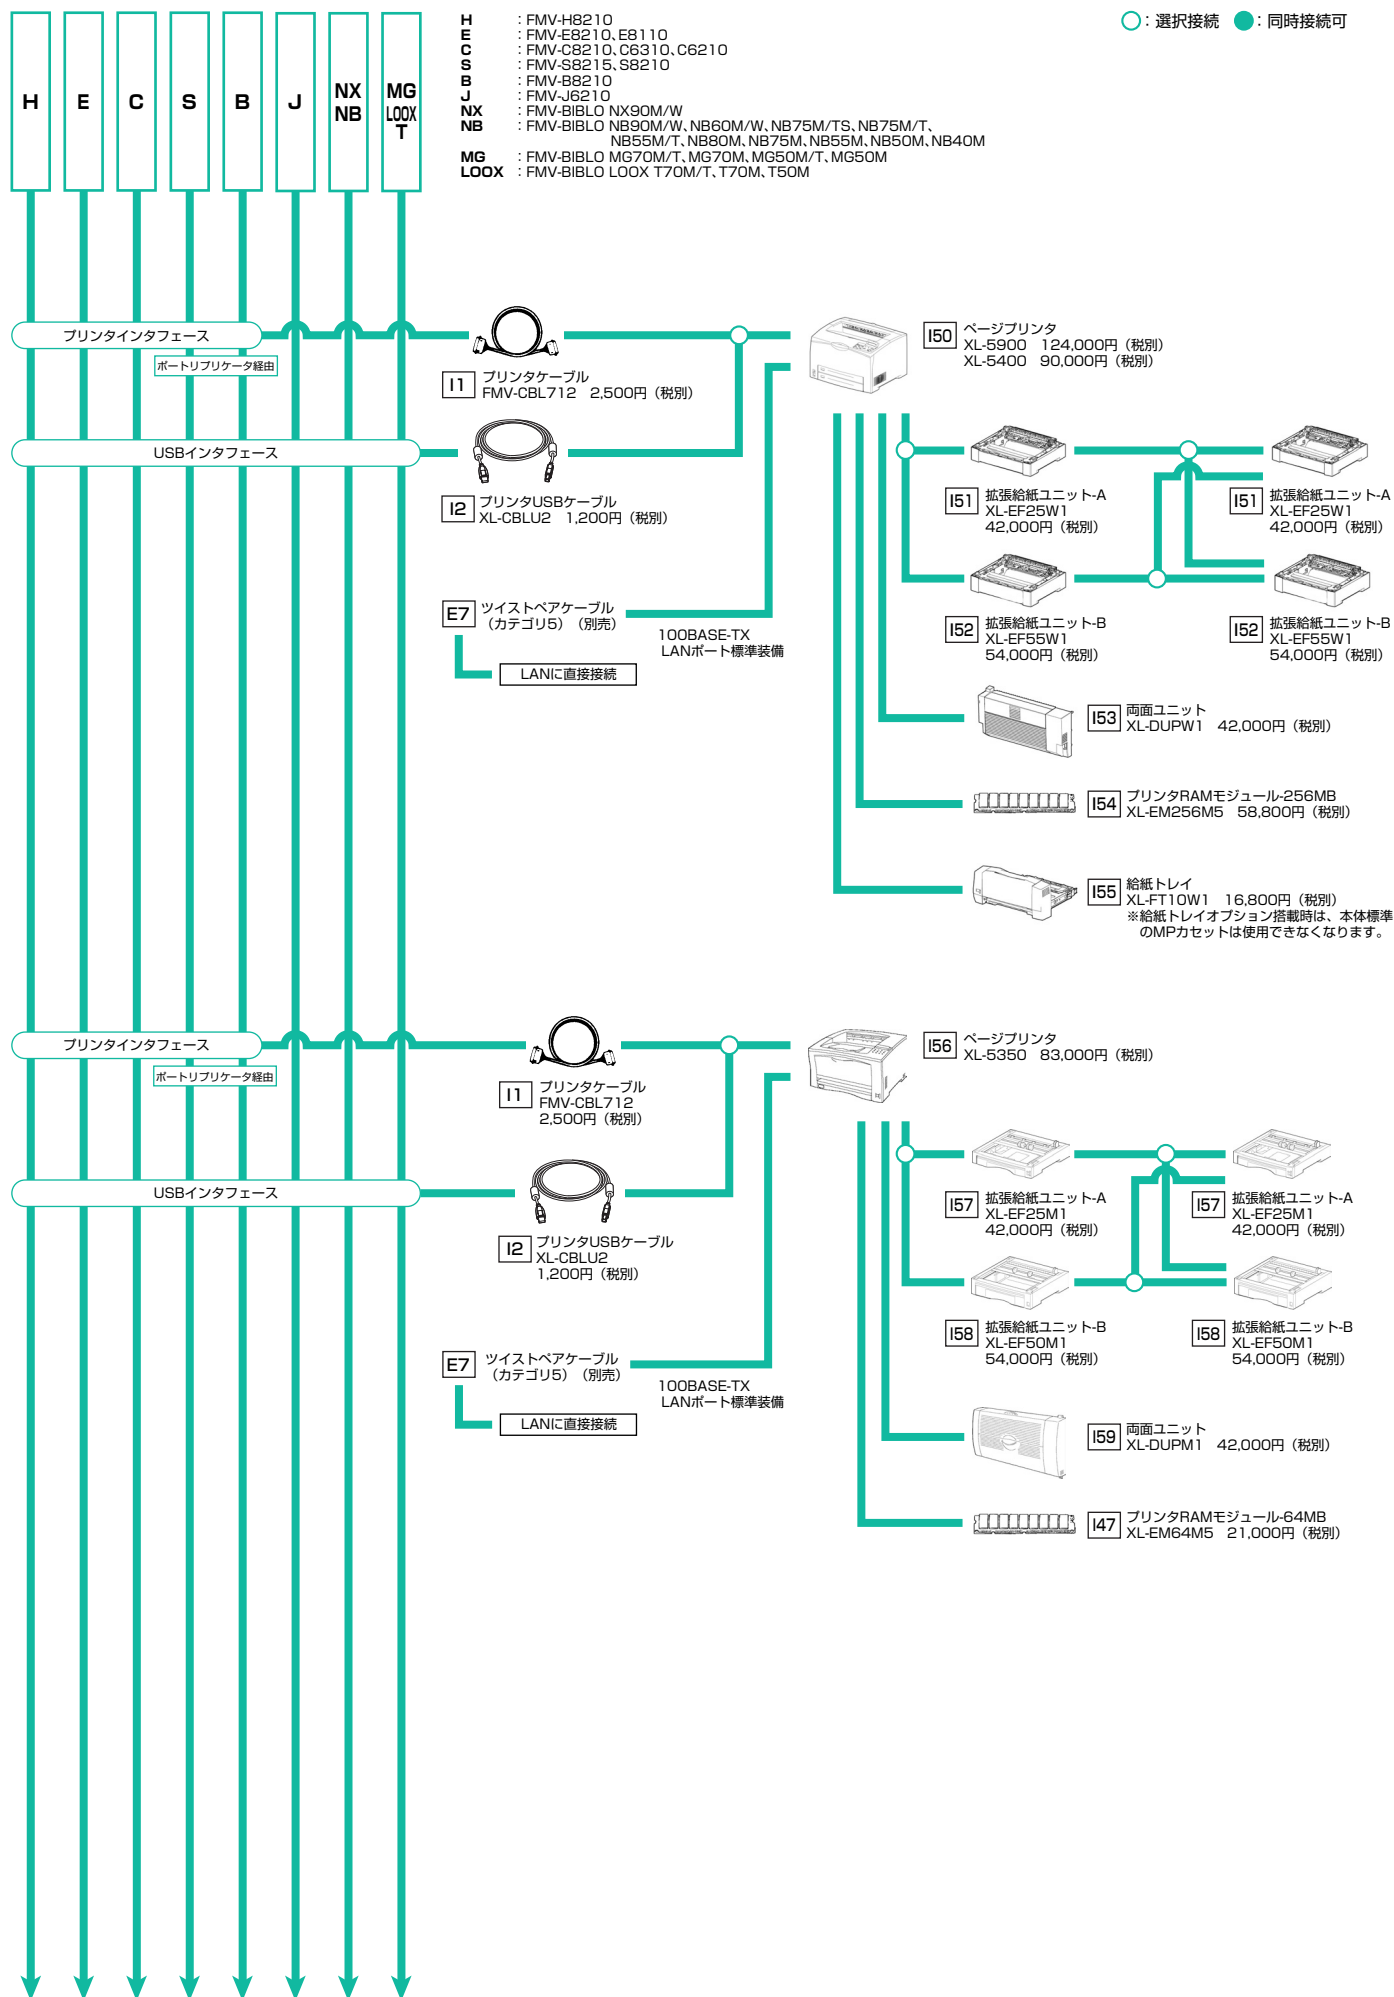 H
E
C
S
B
J
NX
NB
MG
LOOX
T
H : FMV-H8210
E : FMV-E8210、E8110
C : FMV-C8210、C6310、C6210
S : FMV-S8215、S8210
B : FMV-B8210
J : FMV-J6210
NX : FMV-BIBLO NX90M/W
NB : FMV-BIBLO NB90M/W、NB60M/W、NB75M/TS、NB75M/T、
NB55M/T、NB80M、NB75M、NB55M、NB50M、NB40M
MG : FMV-BIBLO MG70M/T、MG70M、MG50M/T、MG50M
LOOX : FMV-BIBLO LOOX T70M/T、T70M、T50M
○：選択接続 ●：同時接続可
プリンタインタフェース
ポートリプリケータ経由
I1 プリンタケーブル
FMV-CBL712 2,500円（税別）
I50 ページプリンタ
XL-5900 124,000円（税別）
XL-5400 90,000円（税別）
USBインタフェース
I2 プリンタUSBケーブル
XL-CBLU2 1,200円（税別）
I51 拡張給紙ユニット-A
XL-EF25W1
42,000円（税別）
I51 拡張給紙ユニット-A
XL-EF25W1
42,000円（税別）
E7 ツイストペアケーブル
（カテゴリ5）（別売）
100BASE-TX
LANポート標準装備
LANに直接接続
I52 拡張給紙ユニット-B
XL-EF55W1
54,000円（税別）
I52 拡張給紙ユニット-B
XL-EF55W1
54,000円（税別）
I53 両面ユニット
XL-DUPW1 42,000円（税別）
I54 プリンタRAMモジュール-256MB
XL-EM256M5 58,800円（税別）
I55 給紙トレイ
XL-FT10W1 16,800円（税別）
※給紙トレイオプション搭載時は、本体標準
のMPカセットは使用できなくなります。
プリンタインタフェース
ポートリプリケータ経由
I1 プリンタケーブル
FMV-CBL712
2,500円（税別）
I56 ページプリンタ
XL-5350 83,000円（税別）
USBインタフェース
I2 プリンタUSBケーブル
XL-CBLU2
1,200円（税別）
I57 拡張給紙ユニット-A
XL-EF25M1
42,000円（税別）
I57 拡張給紙ユニット-A
XL-EF25M1
42,000円（税別）
E7 ツイストペアケーブル
（カテゴリ5）（別売）
100BASE-TX
LANポート標準装備
LANに直接接続
I58 拡張給紙ユニット-B
XL-EF50M1
54,000円（税別）
I58 拡張給紙ユニット-B
XL-EF50M1
54,000円（税別）
I59 両面ユニット
XL-DUPM1 42,000円（税別）
I47 プリンタRAMモジュール-64MB
XL-EM64M5 21,000円（税別）